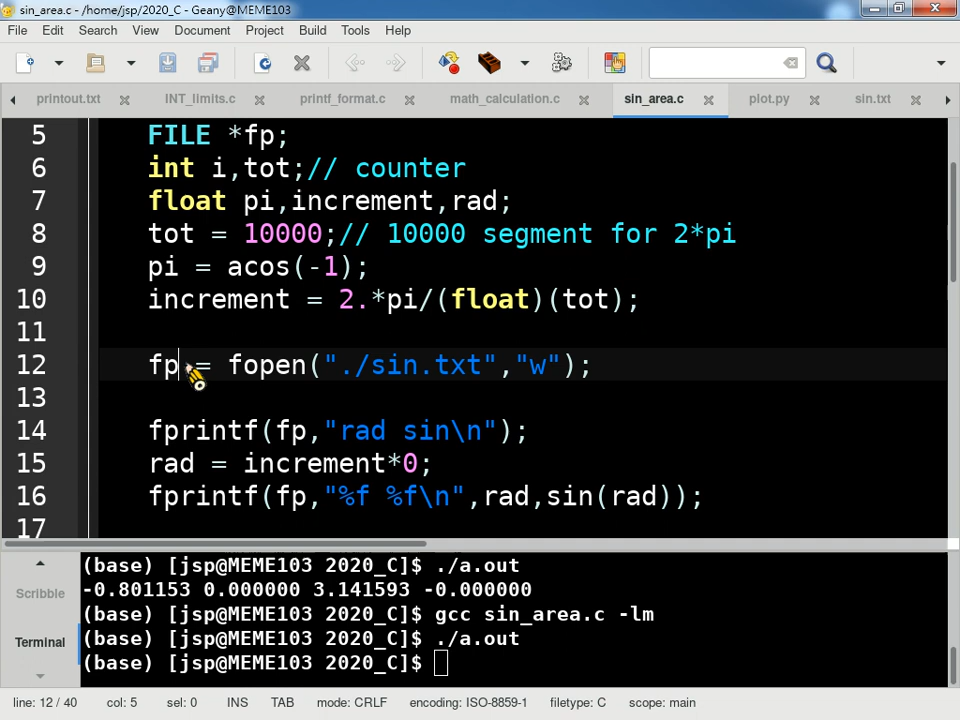 sin_area.c - /home/jsp/2020_C - Geany@MEME103
File Edit Search View Document Project Build Tools Help
printout.txt INT_limits.c printf_format.c math_calculation.c sin_area.c plot.py sin.txt
5 FILE *fp;
6 int i,tot;// counter
7 float pi,increment,rad;
8 tot = 10000;// 10000 segment for 2*pi
9 pi = acos(-1);
10 increment = 2.*pi/(float)(tot);
11
12 fp = fopen("./sin.txt","w");
13
14 fprintf(fp,"rad sin\n");
15 rad = increment*0;
16 fprintf(fp,"%f %f\n",rad,sin(rad));
17
(base) [jsp@MEME103 2020_C]$ ./a.out
-0.801153 0.000000 3.141593 -0.000000
(base) [jsp@MEME103 2020_C]$ gcc sin_area.c -lm
(base) [jsp@MEME103 2020_C]$ ./a.out
(base) [jsp@MEME103 2020_C]$
Scribble
Terminal
line: 12 / 40 col: 5 sel: 0 INS TAB mode: CRLF encoding: ISO-8859-1 filetype: C scope: main